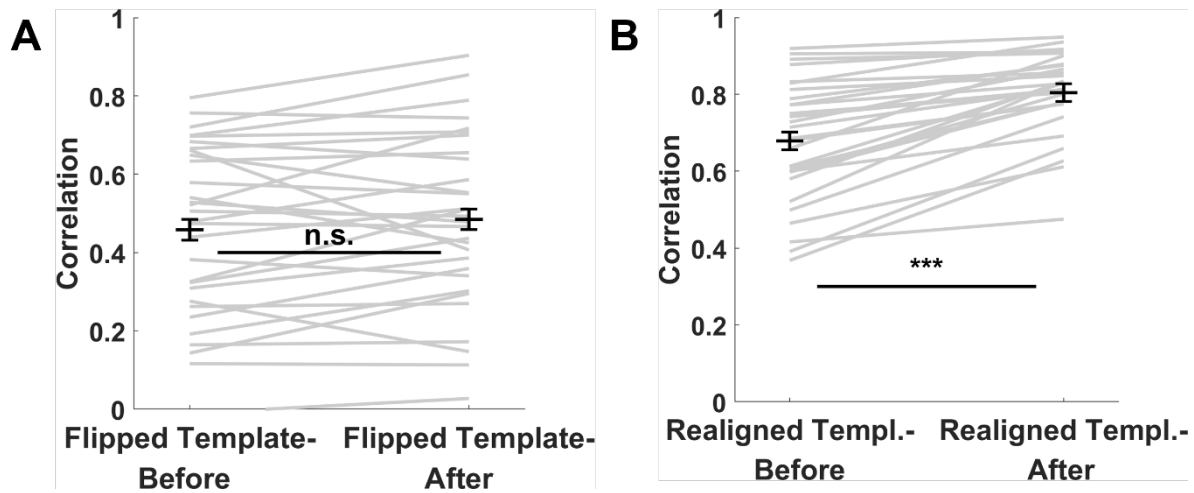 A
Correlation
1
0.8
0.6
0.4
0.2
0
n.s.
Flipped Template-
Before
Flipped Template-
After
B
Correlation
1
0.8
0.6
0.4
0.2
0
***
Realigned Templ.-
Before
Realigned Templ.-
After